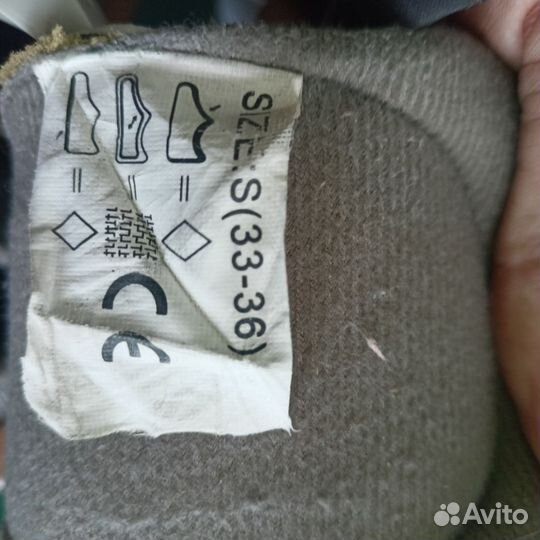 SIZE:S(33-36)
=
=
=
CE
Avito